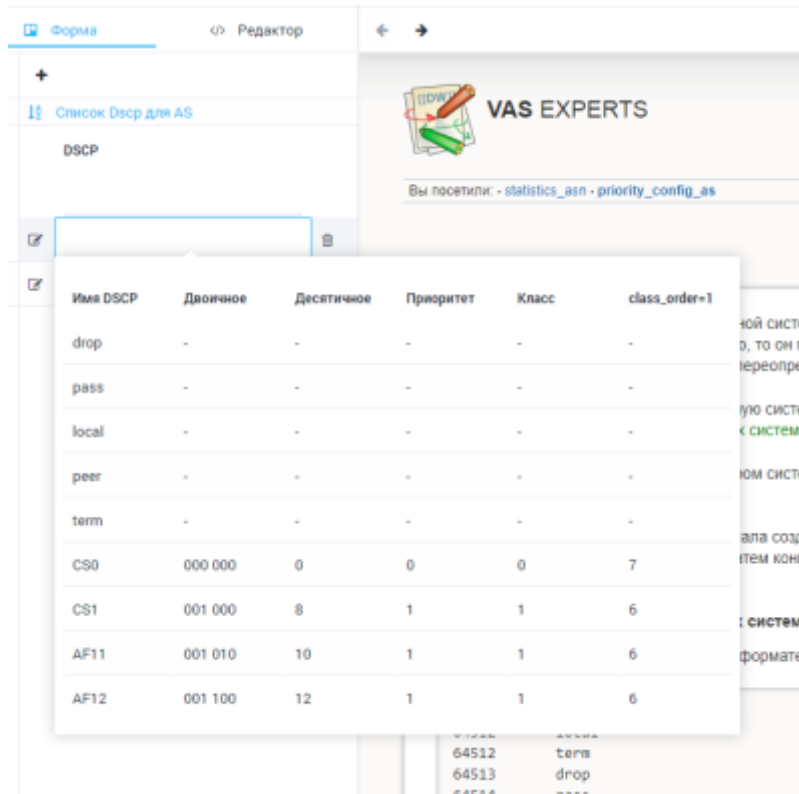 Форма
</> Редактор
Список Dscp для AS
DSCP
[[DW]]
VAS EXPERTS
Вы посетили: • statistics_asn • priority_config_as
Имя DSCP Двоичное Десятичное Приоритет Класс class_order=1
drop - - - - -
pass - - - - -
local - - - - -
peer - - - - -
term - - - - -
CS0 000 000 0 0 0 7
CS1 001 000 8 1 1 6
AF11 001 010 10 1 1 6
AF12 001 100 12 1 1 6
64512 term
64513 drop